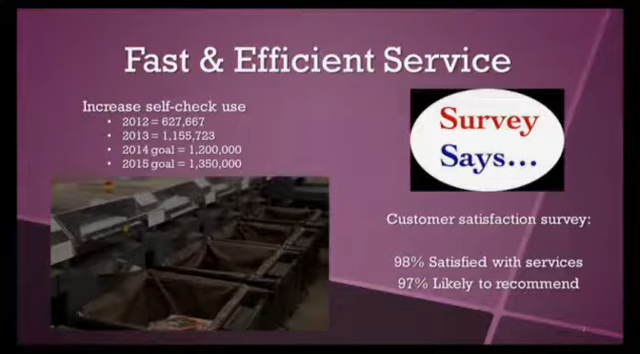 Fast & Efficient Service
Increase self-check use
• 2012 = 627,667
• 2013 = 1,155,723
• 2014 goal = 1,200,000
• 2015 goal = 1,350,000
Survey
Says...
Customer satisfaction survey:
98% Satisfied with services
97% Likely to recommend